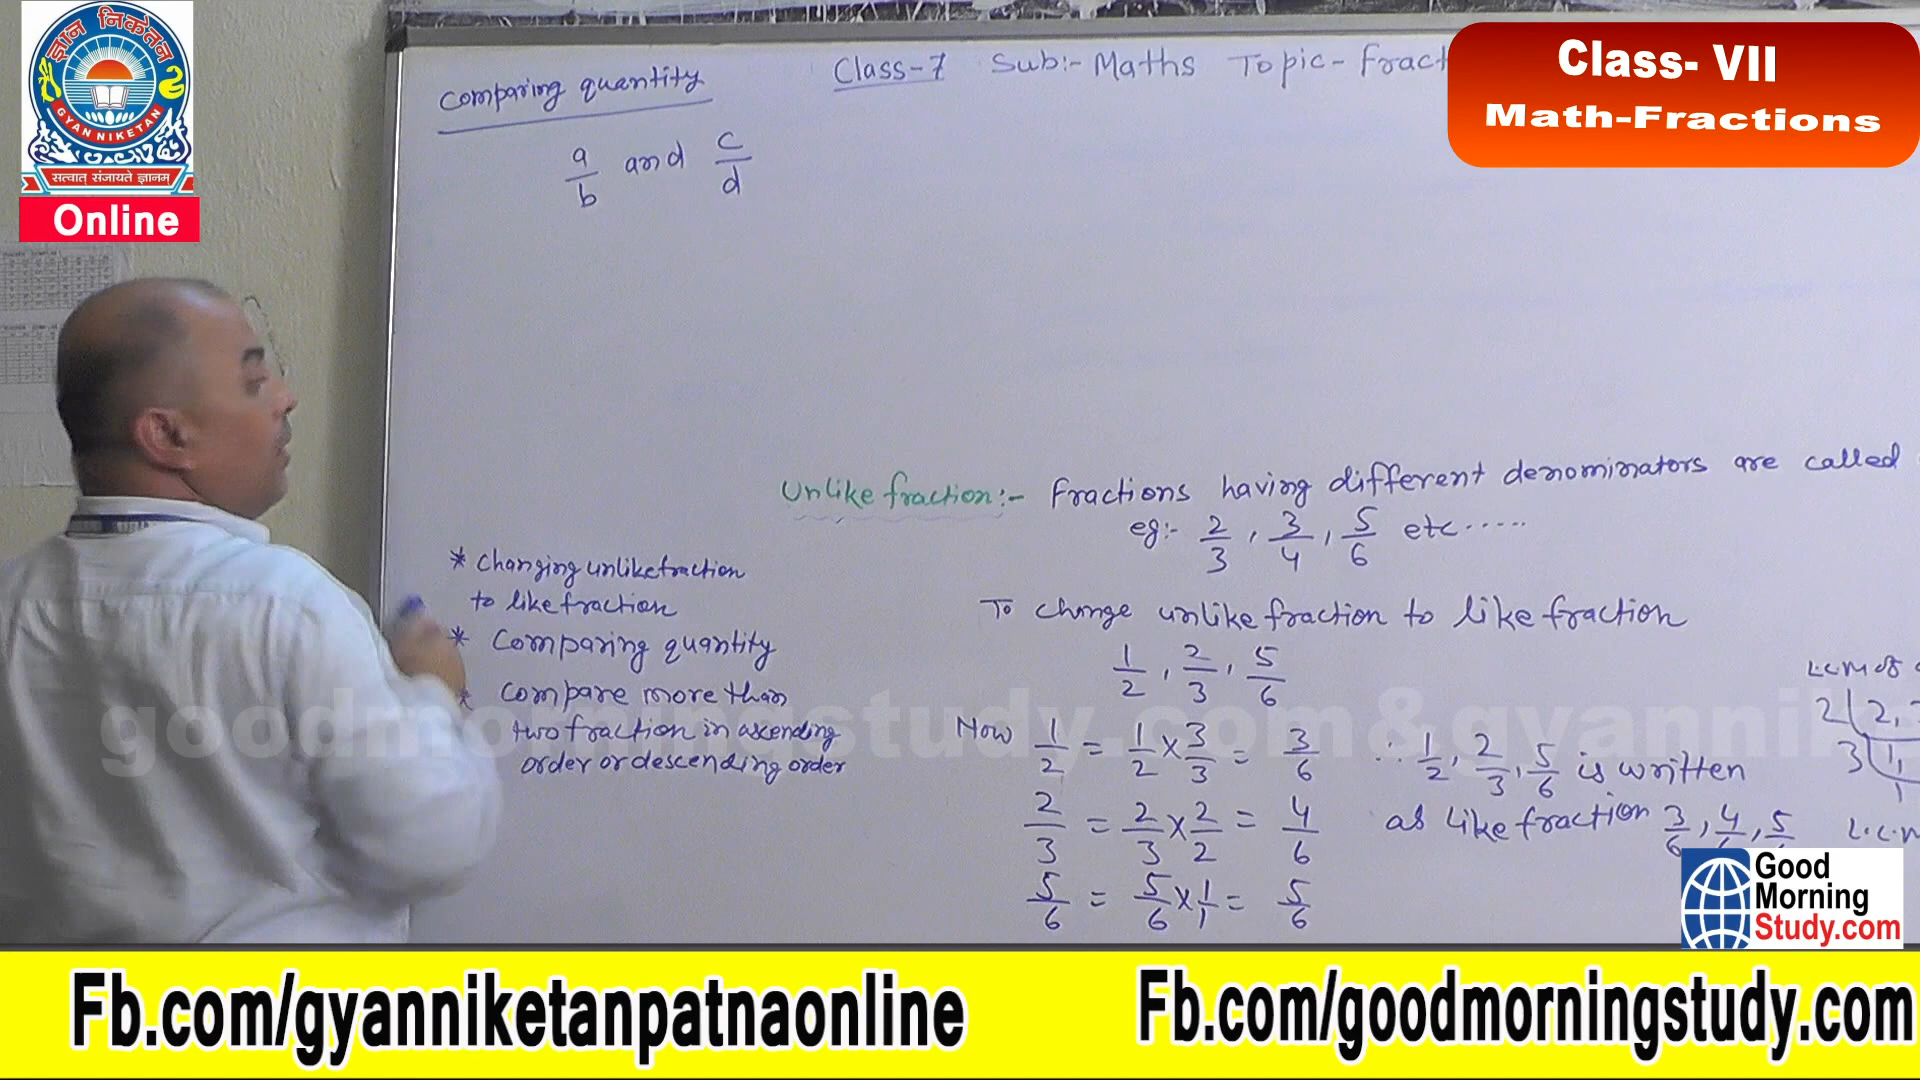 ज्ञान निकेतन
GYAN NIKETAN
सत्वात् संजायते ज्ञानम्
Online
Class- VII
Math-Fractions
Class-7 Sub:- Maths Topic- Fract
Comparing quantity
a/b and c/d
Unlike fraction:- Fractions having different denominators are called
eg:- 2/3, 3/4, 5/6 etc.....
* Changing unlike fraction
to like fraction
* Comparing quantity
* Compare more than
two fraction in ascending
order or descending order
To change unlike fraction to like fraction
1/2, 2/3, 5/6
Now 1/2 = 1/2 × 3/3 = 3/6
2/3 = 2/3 × 2/2 = 4/6
5/6 = 5/6 × 1/1 = 5/6
∴ 1/2, 2/3, 5/6 is written
as like fraction 3/6, 4/6, 5/6
L.C.M of
2 | 2,
3 | 1,
1
L.C.M
goodmorningstudy.com&gyannik
Good
Morning
Study.com
Fb.com/gyanniketanpatnaonline
Fb.com/goodmorningstudy.com